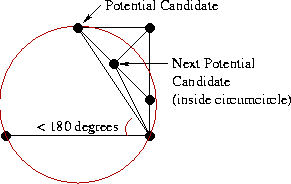 Potential Candidate
Next Potential
Candidate
(inside circumcircle)
< 180 degrees